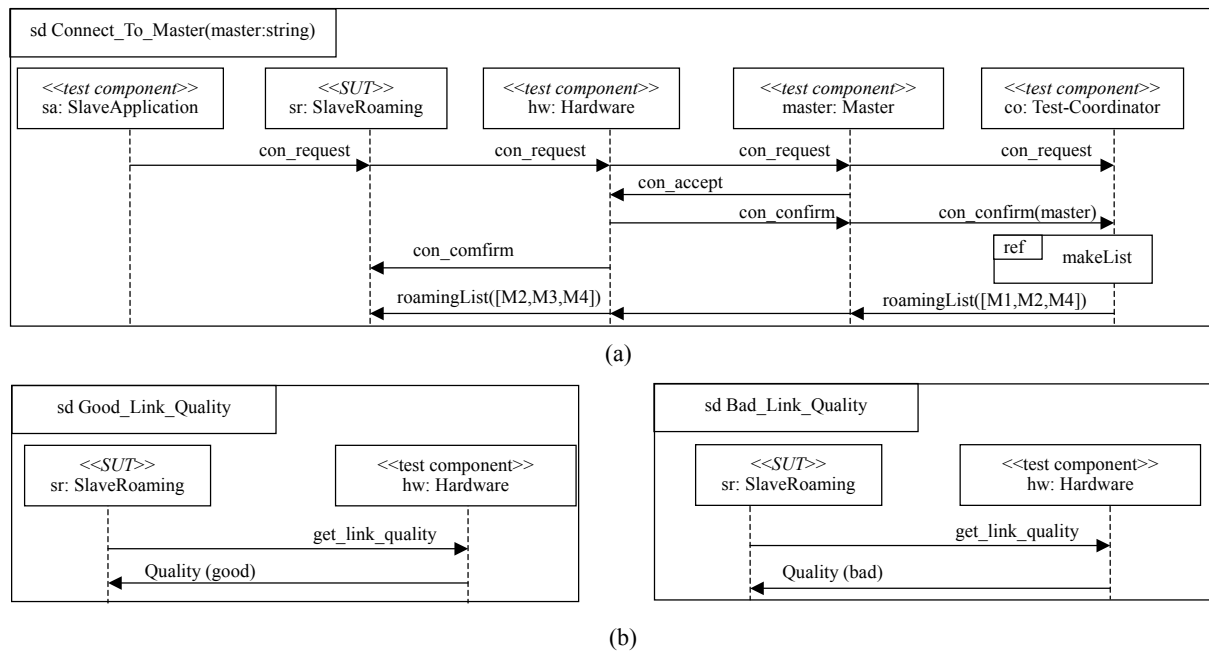 sd Connect_To_Master(master:string)
<<test component>>
sa: SlaveApplication
<<SUT>>
sr: SlaveRoaming
<<test component>>
hw: Hardware
<<test component>>
master: Master
<<test component>>
co: Test-Coordinator
con_request
con_request
con_request
con_request
con_accept
con_confirm
con_confirm(master)
ref
makeList
con_comfirm
roamingList([M2,M3,M4])
roamingList([M1,M2,M4])
(a)
sd Good_Link_Quality
<<SUT>>
sr: SlaveRoaming
<<test component>>
hw: Hardware
get_link_quality
Quality (good)
sd Bad_Link_Quality
<<SUT>>
sr: SlaveRoaming
<<test component>>
hw: Hardware
get_link_quality
Quality (bad)
(b)